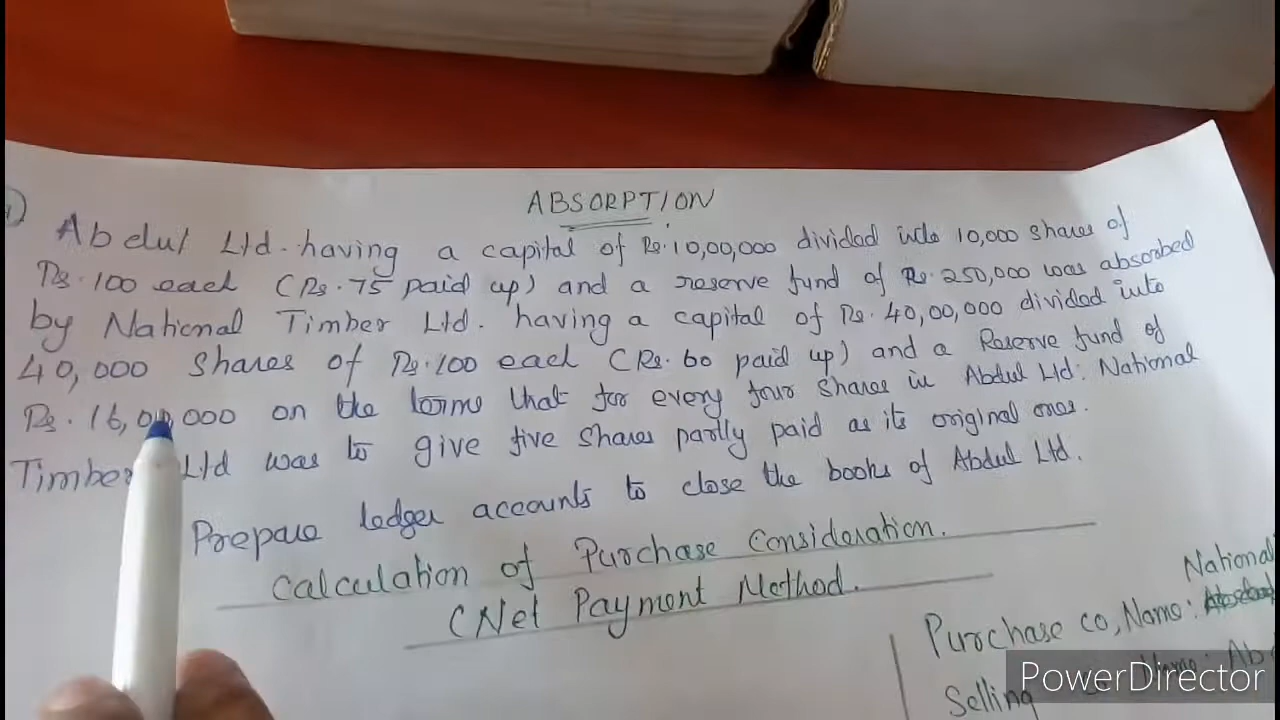 ABSORPTION
Abdul Ltd. having a capital of Rs. 10,00,000 divided into 10,000 shares of
Rs. 100 each (Rs. 75 paid up) and a reserve fund of Rs. 250,000 was absorbed
by National Timber Ltd. having a capital of Rs. 40,00,000 divided into
40,000 shares of Rs. 100 each (Rs. 60 paid up) and a Reserve fund of
Rs. 16,00,000 on the terms that for every four shares in Abdul Ltd. National
Timber Ltd was to give five shares partly paid as its original ones.
Prepare ledger accounts to close the books of Abdul Ltd.
Calculation of Purchase Consideration.
(Net Payment Method.
National
Purchase co, Name:
Selling Name: Ab
PowerDirector